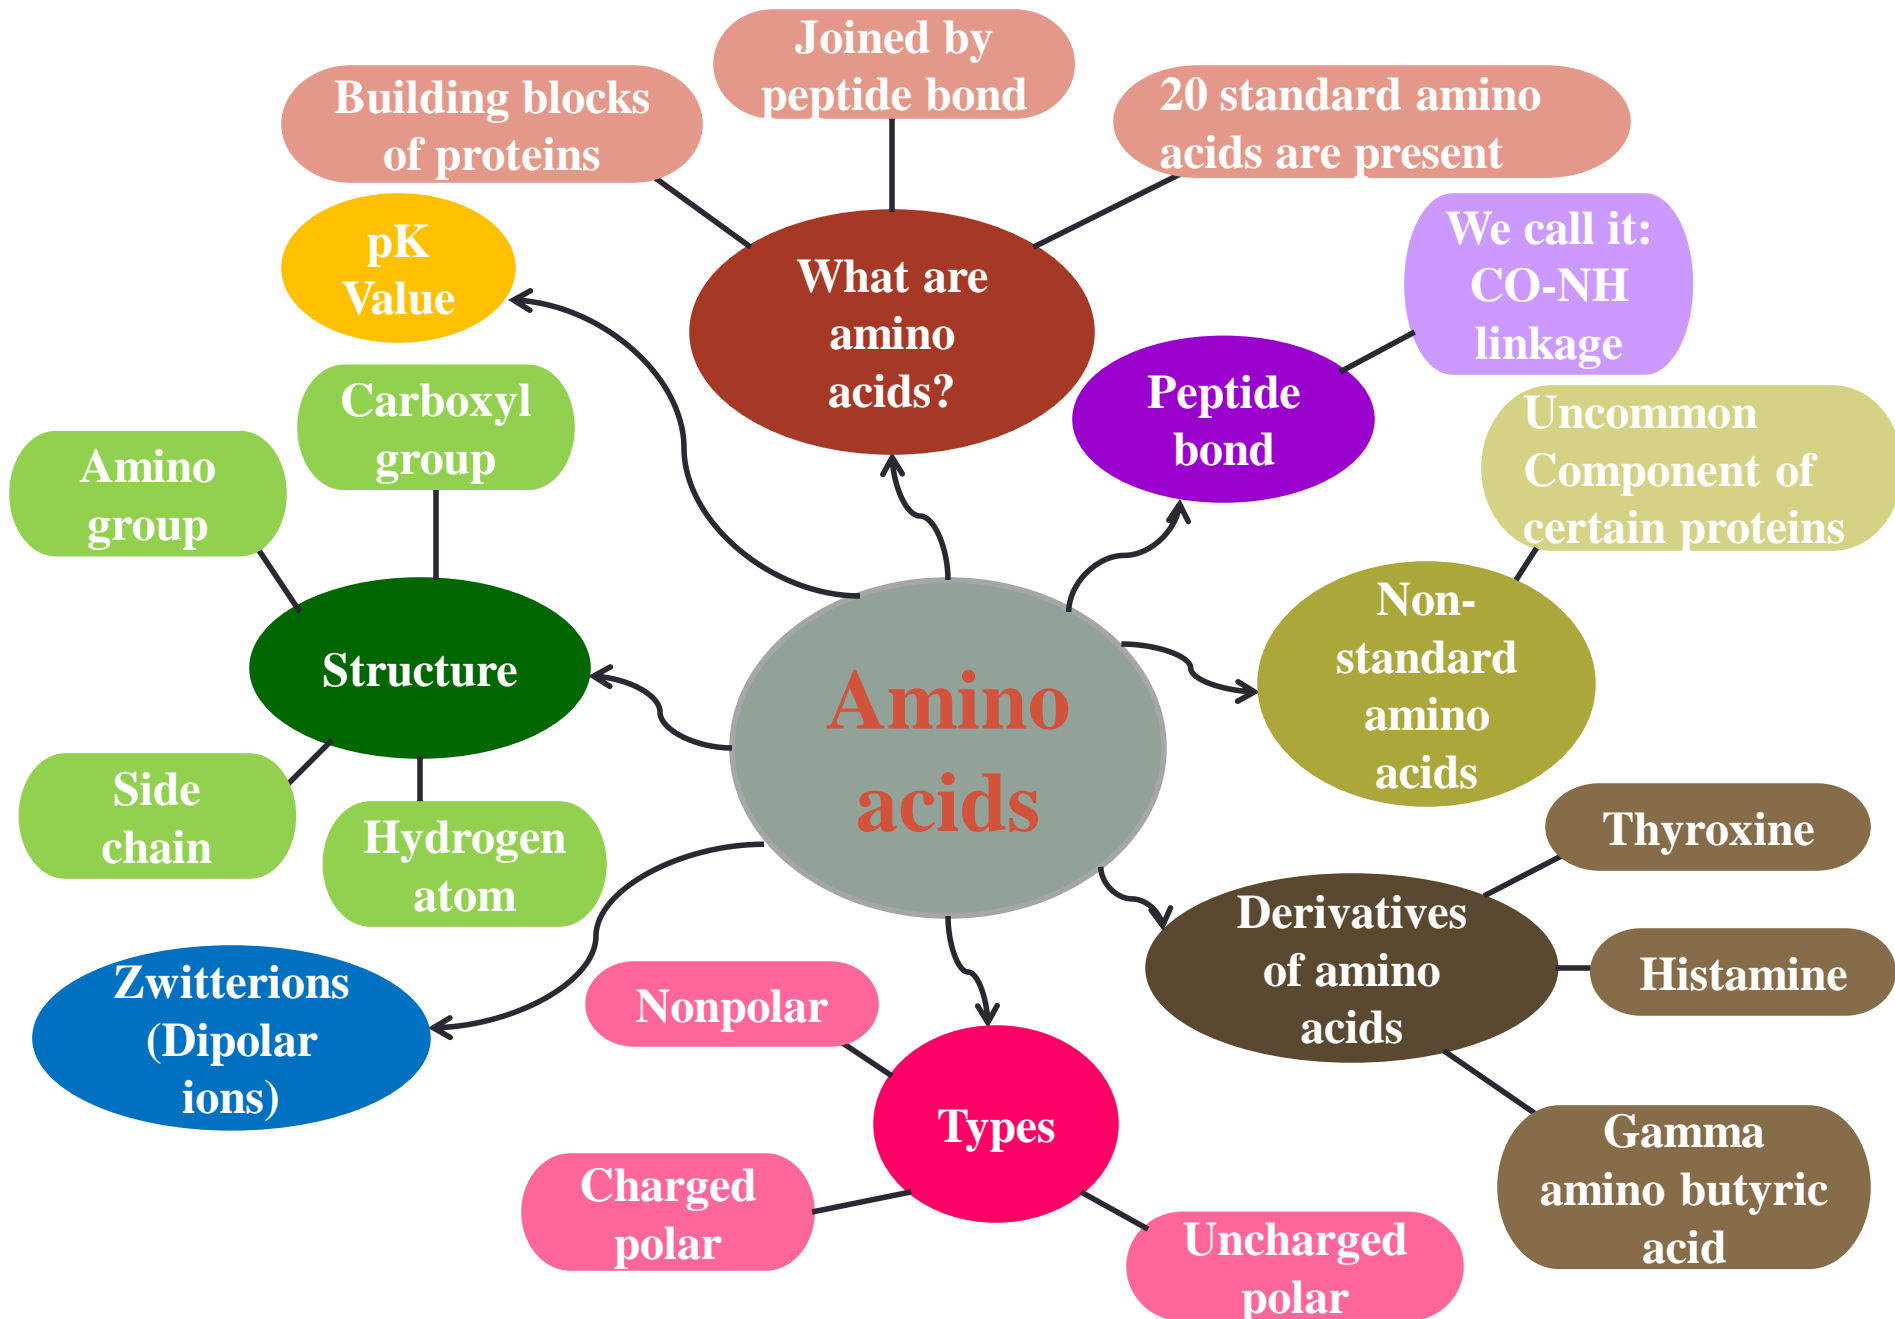 Joined by
peptide bond
Building blocks
of proteins
20 standard amino
acids are present
pK
Value
What are
amino
acids?
We call it:
CO-NH
linkage
Peptide
bond
Carboxyl
group
Amino
group
Uncommon
Component of
certain proteins
Structure
Non-
standard
amino
acids
Amino
acids
Side
chain
Hydrogen
atom
Thyroxine
Derivatives
of amino
acids
Histamine
Zwitterions
(Dipolar
ions)
Nonpolar
Types
Gamma
amino butyric
acid
Charged
polar
Uncharged
polar